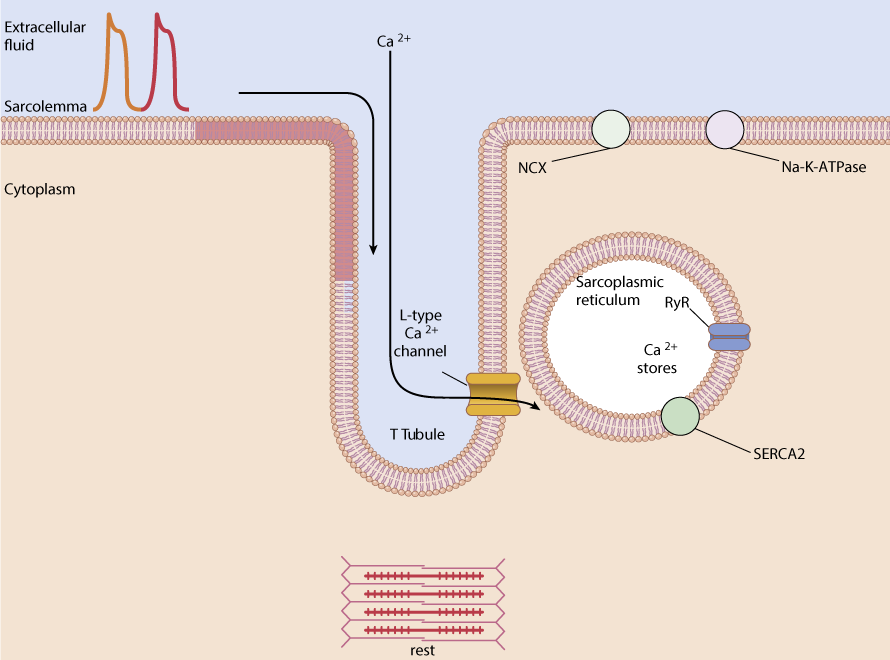 Extracellular
fluid
Ca 2+
Sarcolemma
NCX
Na-K-ATPase
Cytoplasm
Sarcoplasmic
reticulum
RyR
L-type
Ca 2+
channel
Ca 2+
stores
T Tubule
SERCA2
rest